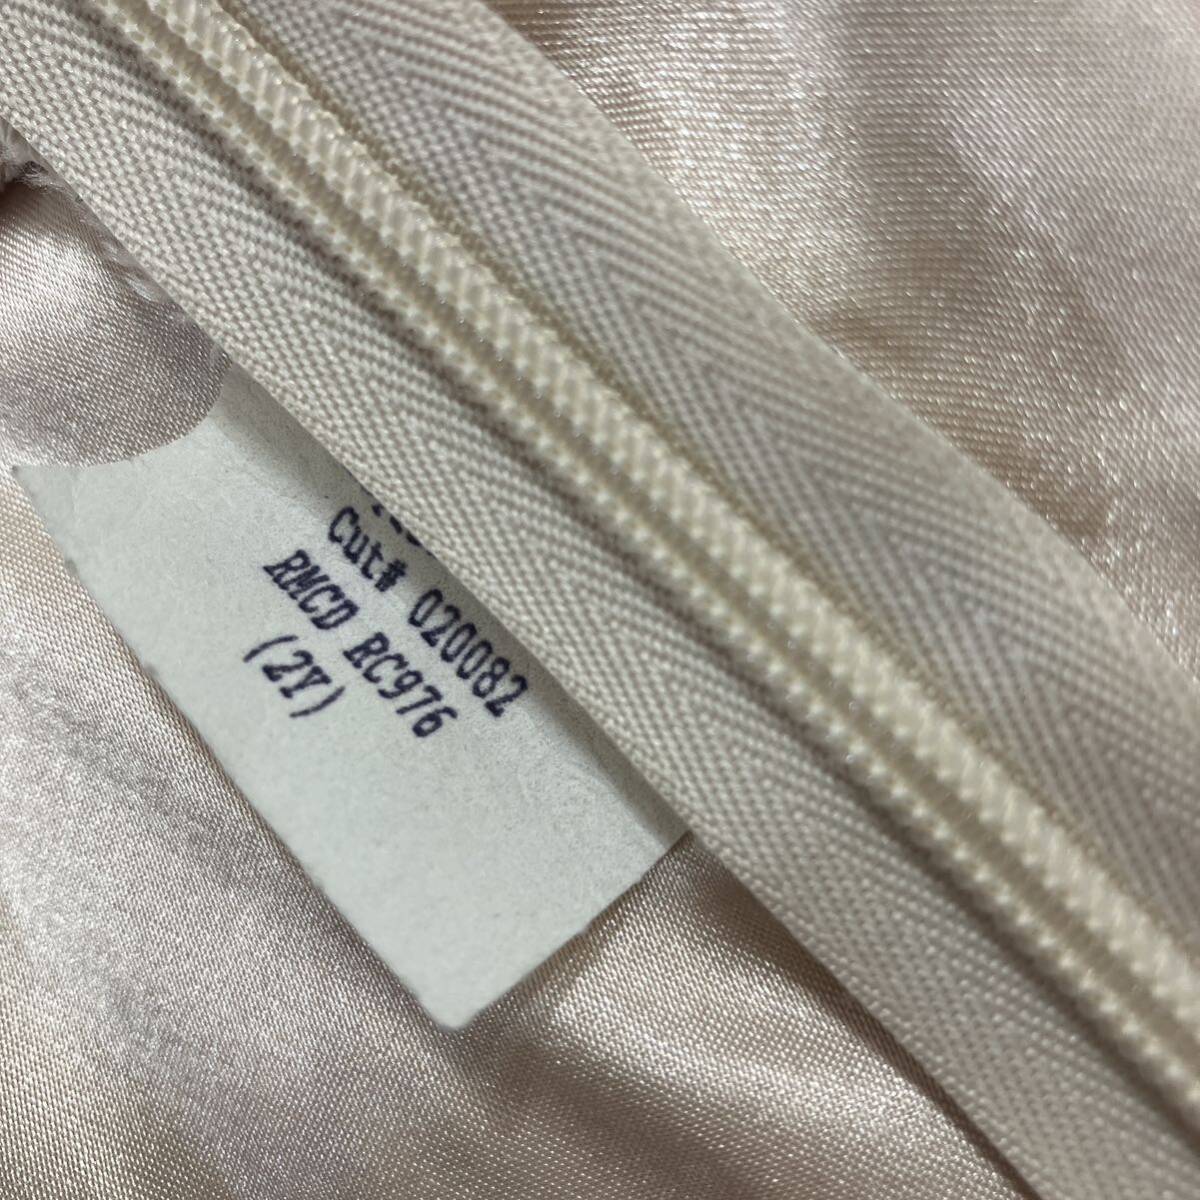 Cut# 020082
RMCD RC976
(2Y)